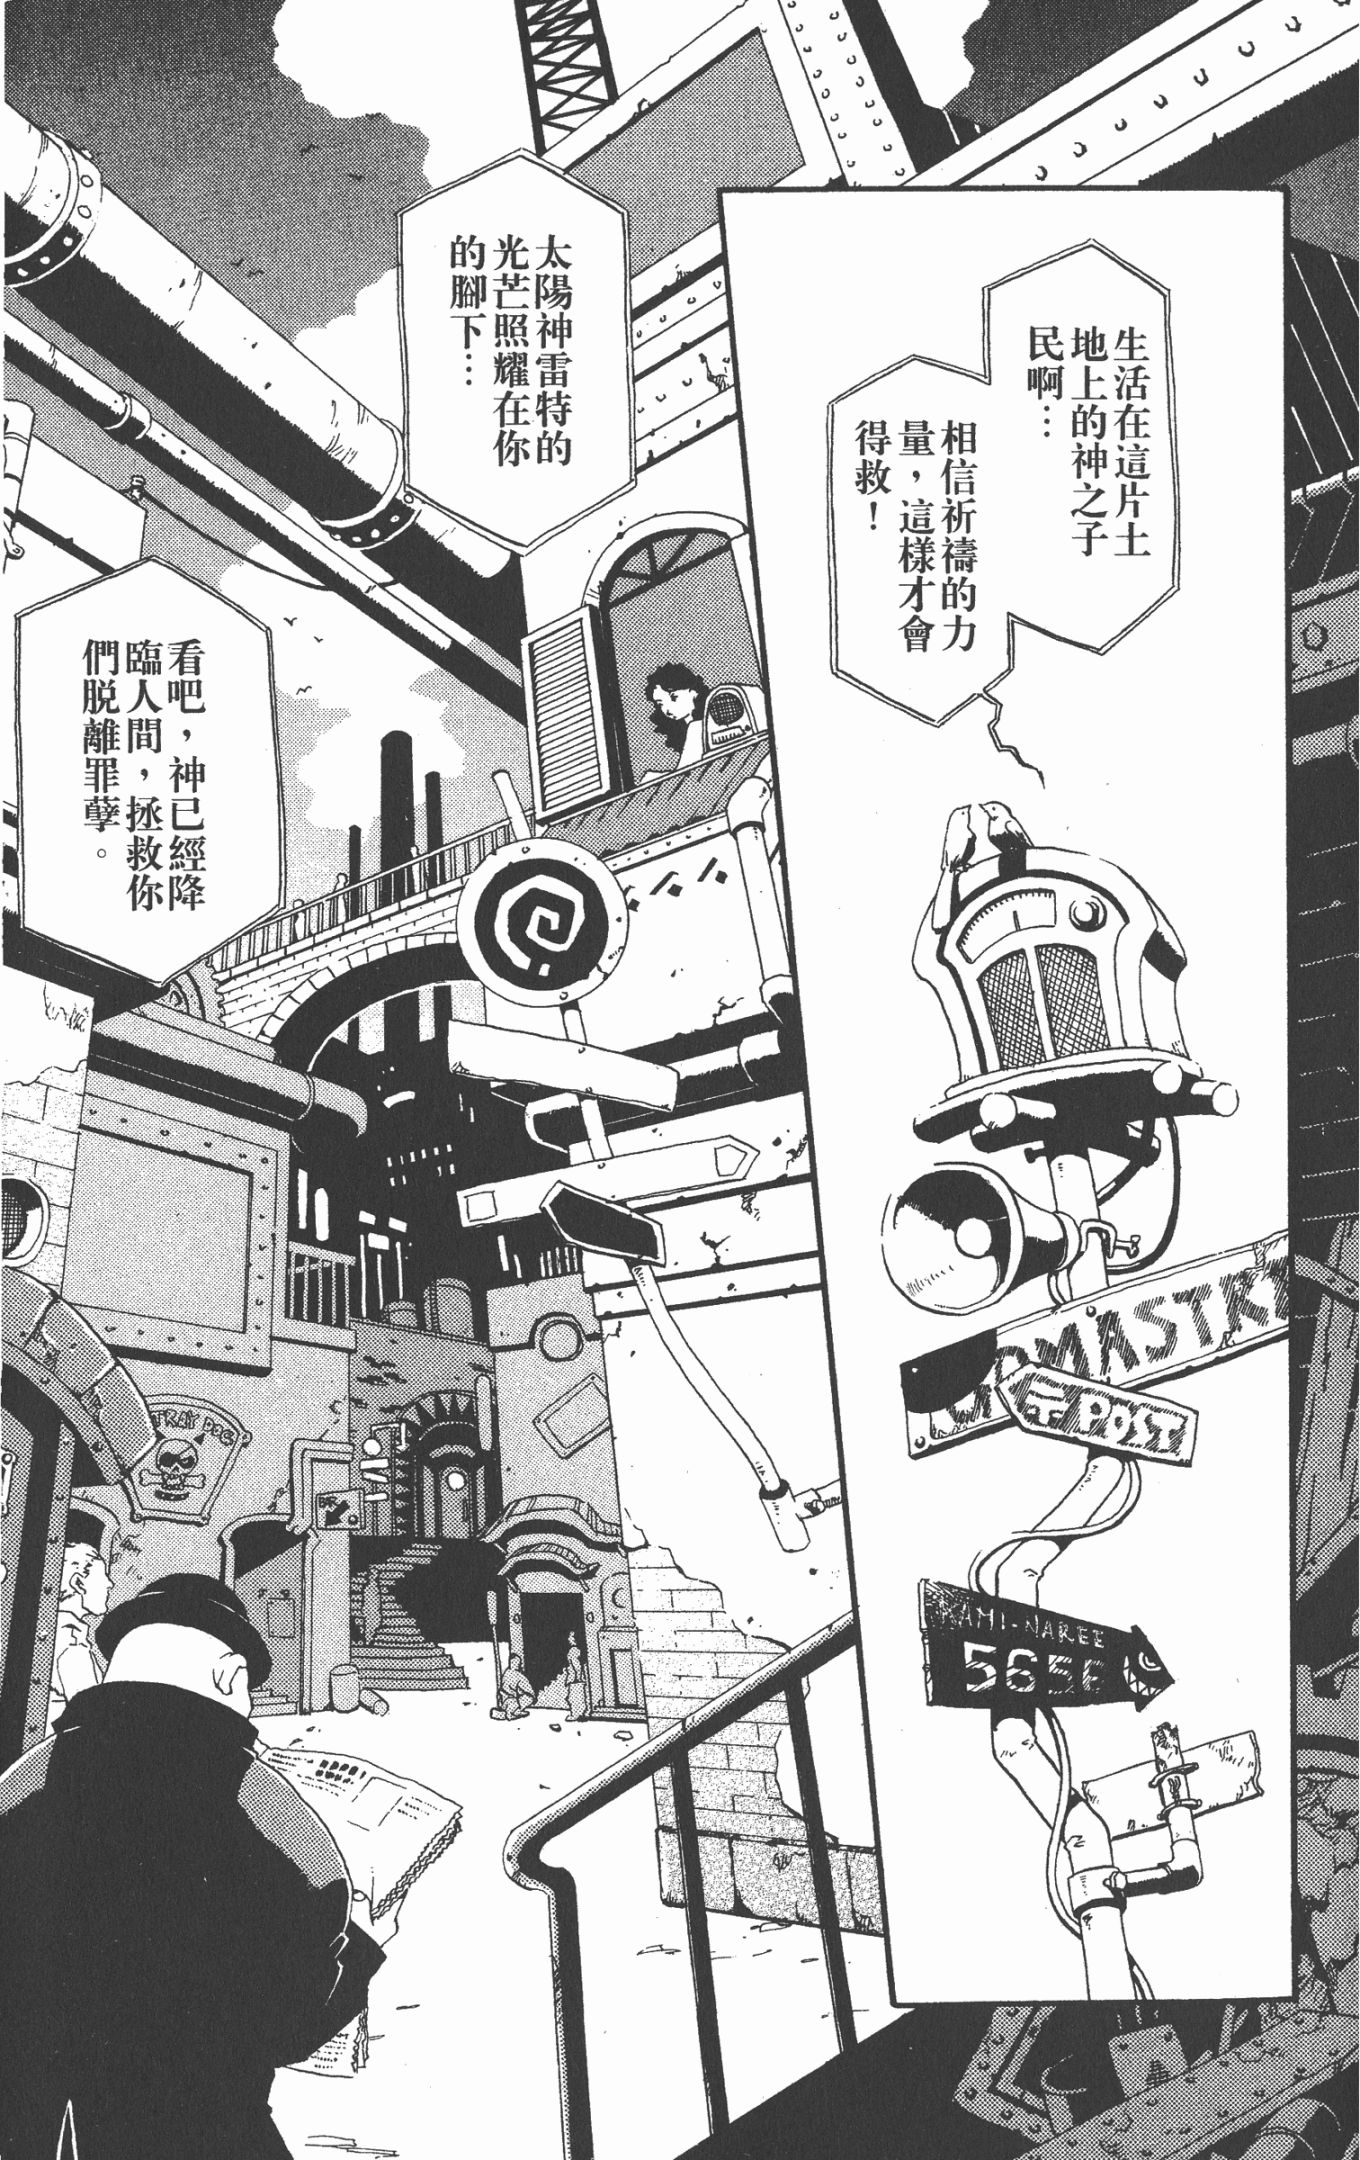 生活在這片土
地上的神之子
民啊…
相信祈禱的力
量，這樣才會
得救！
太陽神雷特的
光芒照耀在你
的腳下…
看吧，神已經降
臨人間，拯救你
們脫離罪孽。
〒POST
KAMI-NAREE
STRAY DOG
BAR